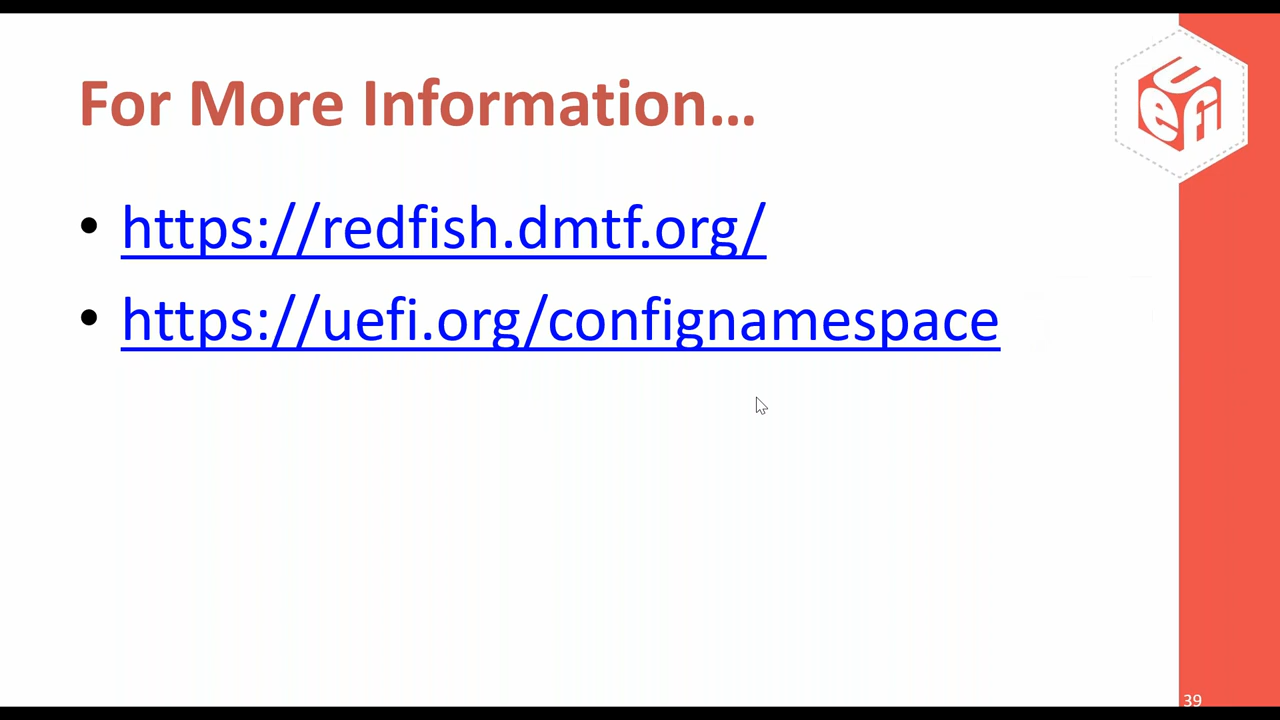 For More Information...
• https://redfish.dmtf.org/
• https://uefi.org/confignamespace
UEFI
39